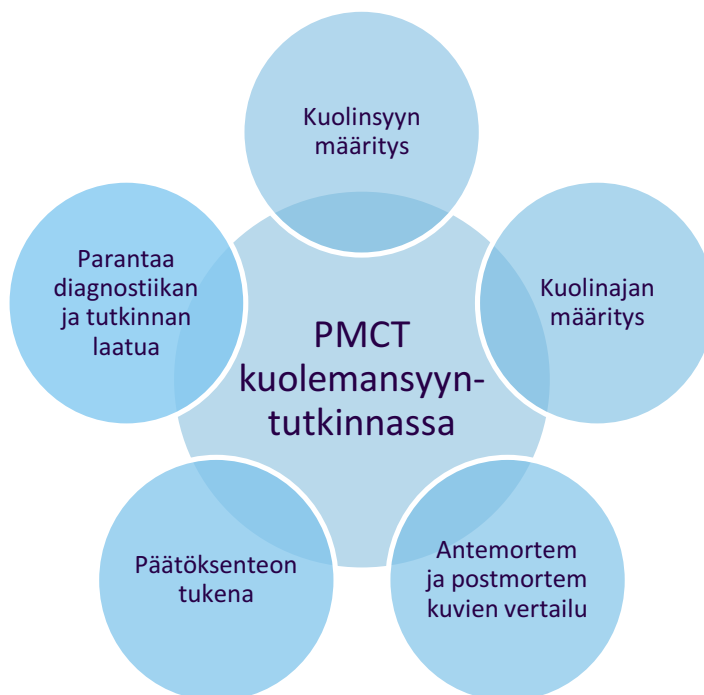 Kuolinsyyn
määritys
Kuolinajan
määritys
Antemortem
ja postmortem
kuvien vertailu
Päätöksenteon
tukena
Parantaa
diagnostiikan
ja tutkinnan
laatua
PMCT
kuolemansyyn-
tutkinnassa